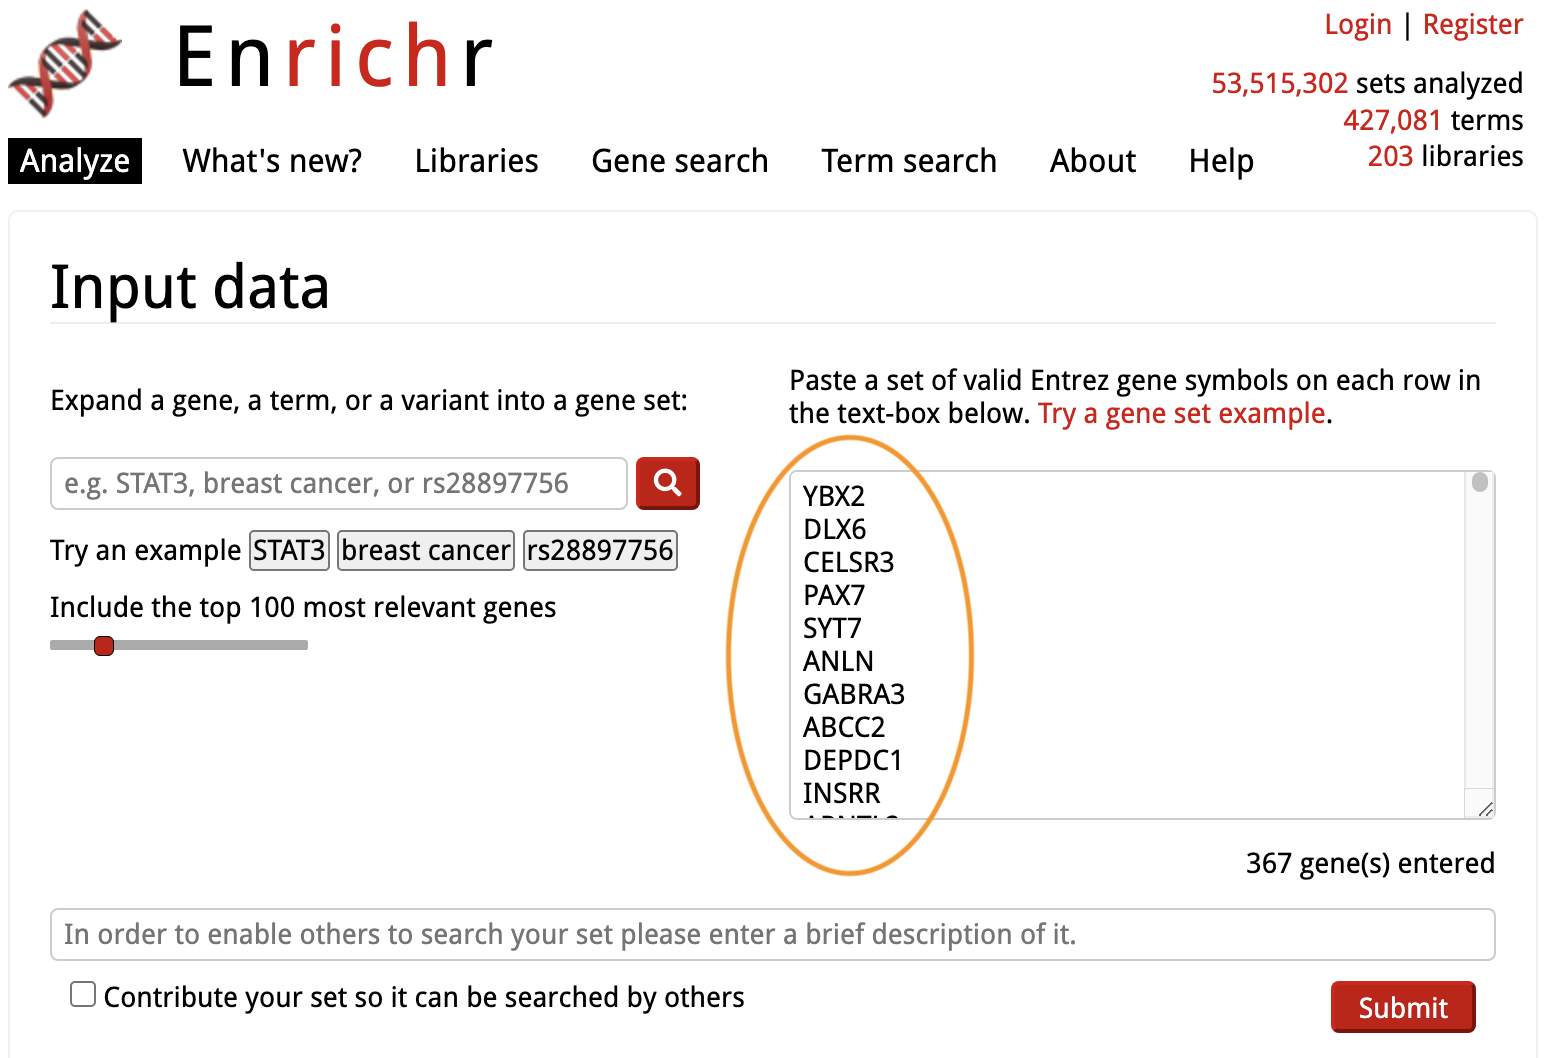 Enrichr
Login | Register
53,515,302 sets analyzed
427,081 terms
203 libraries
Analyze What's new? Libraries Gene search Term search About Help
Input data
Expand a gene, a term, or a variant into a gene set:
e.g. STAT3, breast cancer, or rs28897756
Try an example STAT3 breast cancer rs28897756
Include the top 100 most relevant genes
Paste a set of valid Entrez gene symbols on each row in
the text-box below. Try a gene set example.
YBX2
DLX6
CELSR3
PAX7
SYT7
ANLN
GABRA3
ABCC2
DEPDC1
INSRR
367 gene(s) entered
In order to enable others to search your set please enter a brief description of it.
Contribute your set so it can be searched by others
Submit